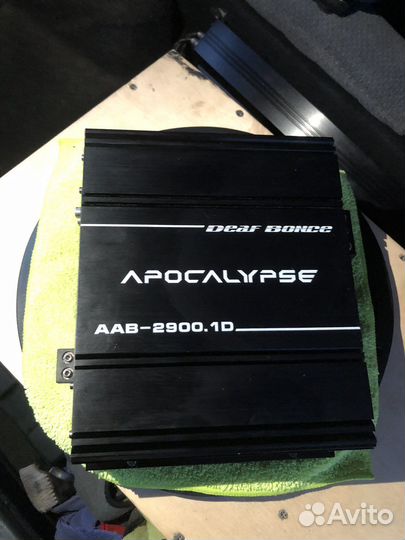 Deaf Bonce
APOCALYPSE
AAB-2900.1D
Avito